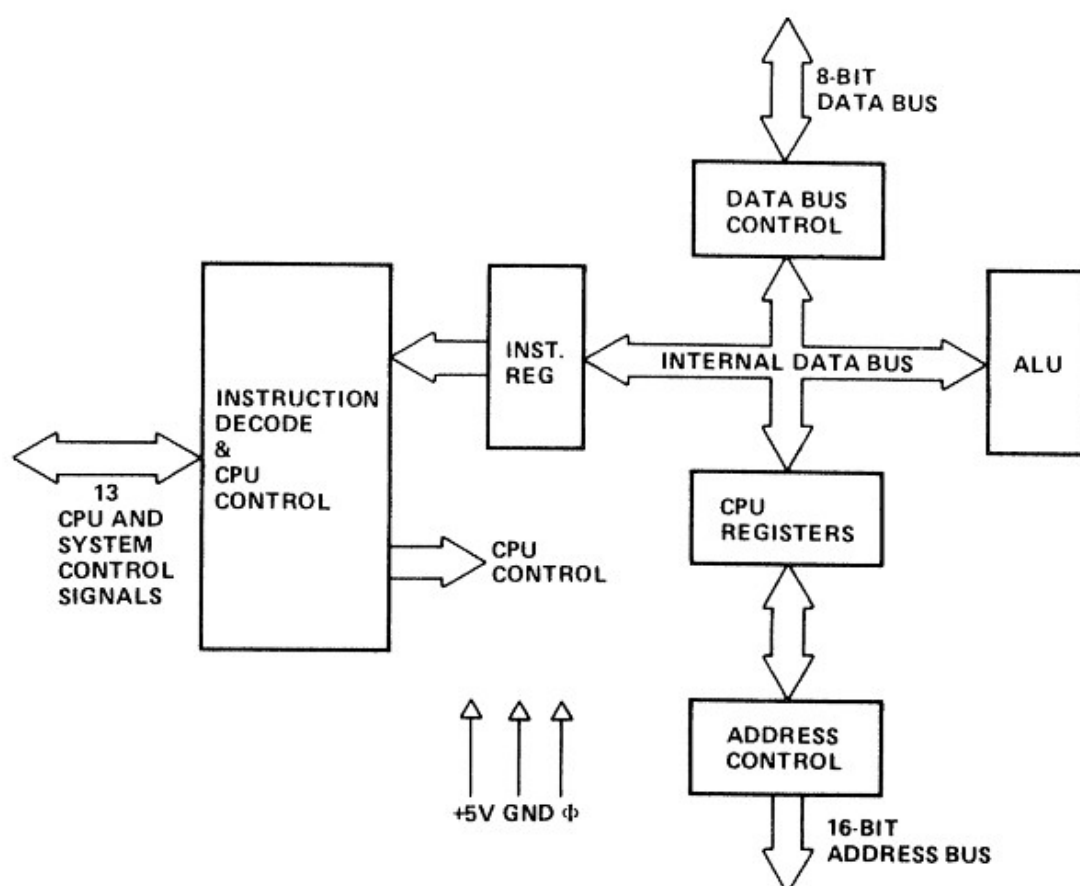 8-BIT
DATA BUS
DATA BUS
CONTROL
INST.
REG
INTERNAL DATA BUS
ALU
INSTRUCTION
DECODE
&
CPU
CONTROL
13
CPU AND
SYSTEM
CONTROL
SIGNALS
CPU
REGISTERS
CPU
CONTROL
ADDRESS
CONTROL
+5V GND Φ
16-BIT
ADDRESS BUS